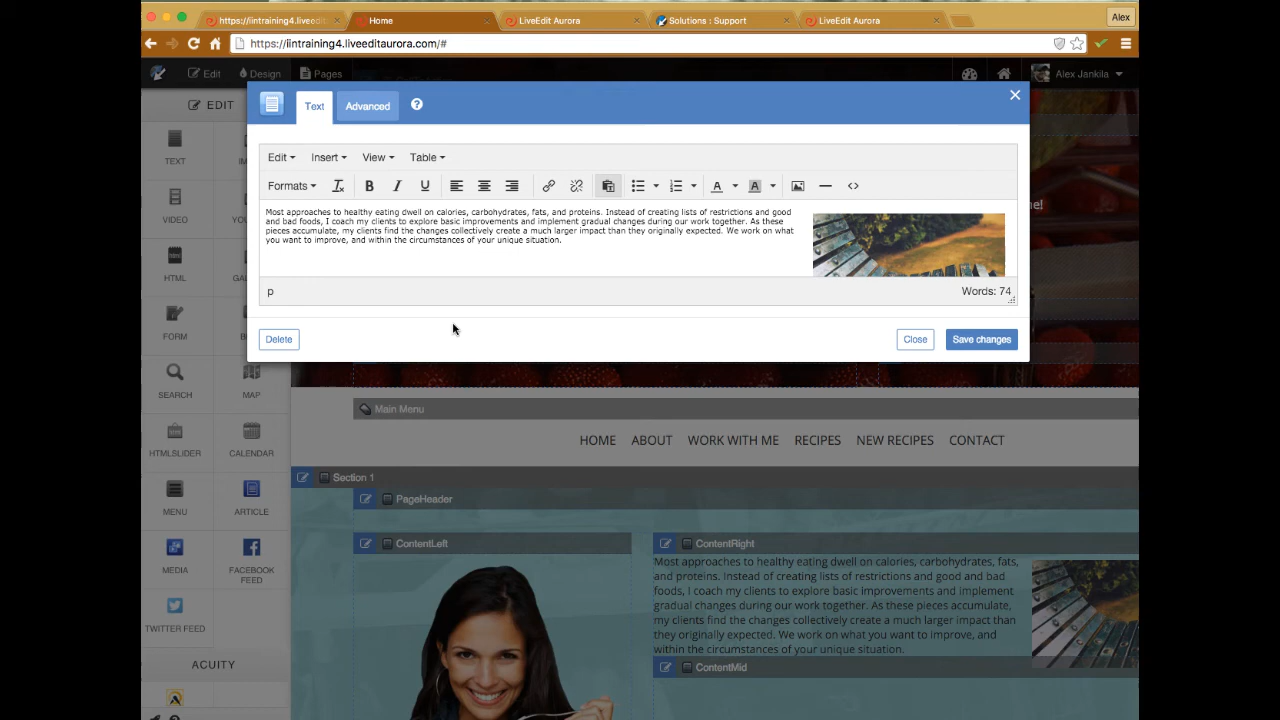 https://iintraining4.liveedit
Home
LiveEdit Aurora
Solutions : Support
LiveEdit Aurora
Alex
https://iintraining4.liveeditaurora.com/#
Edit
Design
Pages
Alex Jankila
EDIT
Text
Advanced
?
TEXT
VIDEO
HTML
FORM
SEARCH
MAP
HTMLSLIDER
CALENDAR
MENU
ARTICLE
MEDIA
FACEBOOK
FEED
TWITTER FEED
ACUITY
Edit
Insert
View
Table
Formats
B
I
U
A
A
Most approaches to healthy eating dwell on calories, carbohydrates, fats, and proteins. Instead of creating lists of restrictions and good
and bad foods, I coach my clients to explore basic improvements and implement gradual changes during our work together. As these
pieces accumulate, my clients find the changes collectively create a much larger impact than they originally expected. We work on what
you want to improve, and within the circumstances of your unique situation.
p
Words: 74
Delete
Close
Save changes
Main Menu
HOME
ABOUT
WORK WITH ME
RECIPES
NEW RECIPES
CONTACT
Section 1
PageHeader
ContentLeft
ContentRight
Most approaches to healthy eating dwell on calories, carbohydrates, fats,
and proteins. Instead of creating lists of restrictions and good and bad
foods, I coach my clients to explore basic improvements and implement
gradual changes during our work together. As these pieces accumulate,
my clients find the changes collectively create a much larger impact than
they originally expected. We work on what you want to improve, and
within the circumstances of your unique situation.
ContentMid